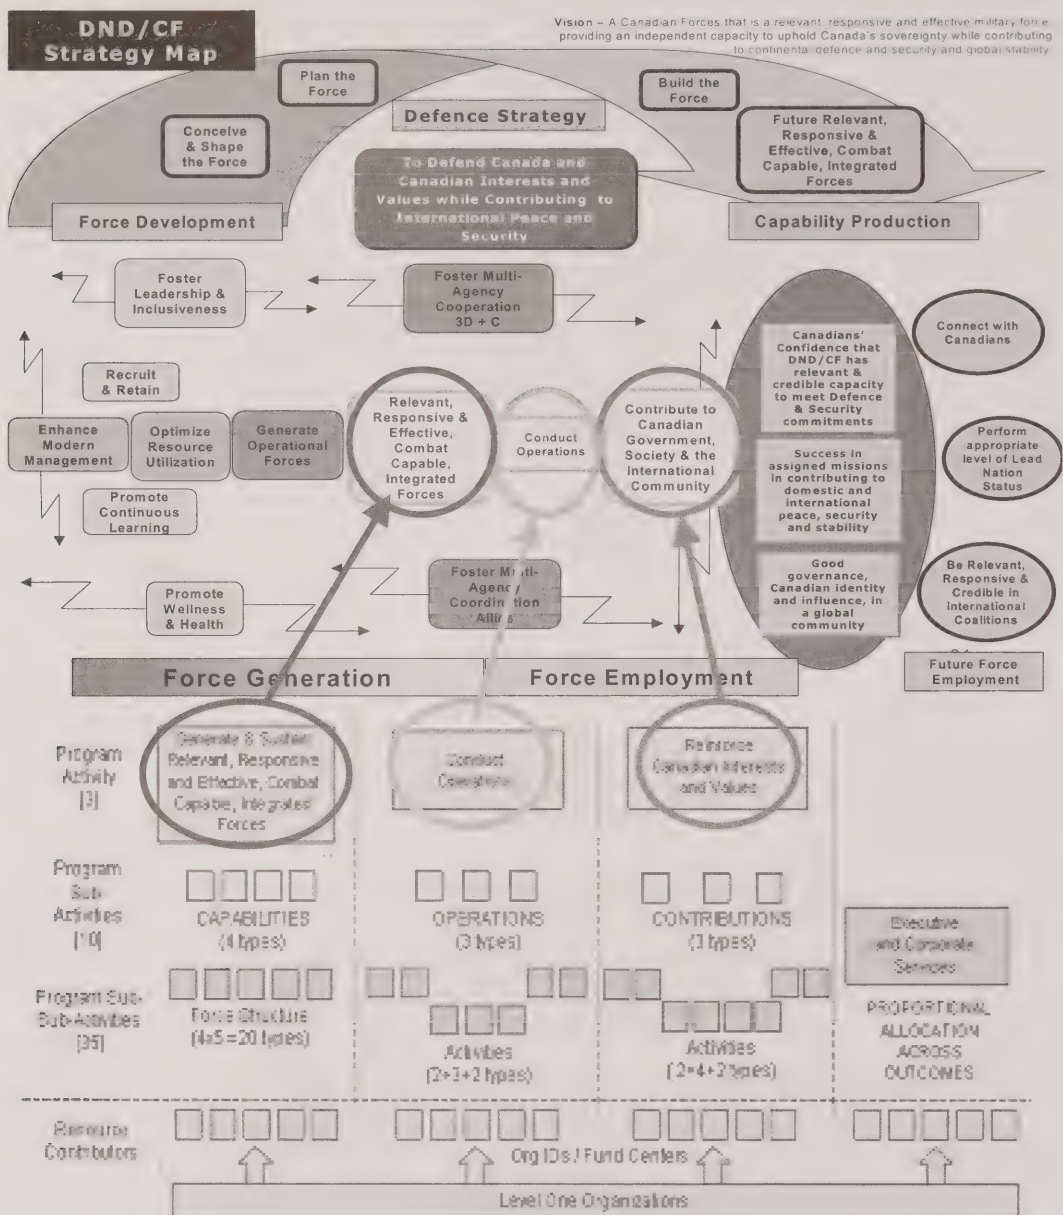 DND/CF
Strategy Map
Vision – A Canadian Forces that is a relevant, responsive and effective military force,
providing an independent capacity to uphold Canada's sovereignty while contributing
to continental defence and security and global stability
Plan the
Force
Conceive
& Shape
the Force
Defence Strategy
To Defend Canada and
Canadian Interests and
Values while Contributing to
International Peace and
Security
Build the
Force
Future Relevant,
Responsive &
Effective, Combat
Capable, Integrated
Forces
Force Development
Capability Production
Foster
Leadership &
Inclusiveness
Foster Multi-
Agency
Cooperation
3D + C
Recruit
& Retain
Enhance
Modern
Management
Optimize
Resource
Utilization
Generate
Operational
Forces
Promote
Continuous
Learning
Relevant,
Responsive &
Effective,
Combat
Capable,
Integrated
Forces
Conduct
Operations
Contribute to
Canadian
Government,
Society & the
International
Community
Canadians'
Confidence that
DND/CF has
relevant &
credible capacity
to meet Defence
& Security
commitments
Success in
assigned missions
in contributing to
domestic and
international
peace, security
and stability
Good
governance,
Canadian identity
and influence, in
a global
community
Connect with
Canadians
Perform
appropriate
level of Lead
Nation
Status
Be Relevant,
Responsive &
Credible in
International
Coalitions
Promote
Wellness
& Health
Foster Multi-
Agency
Coordination
Allies
Force Generation
Force Employment
Future Force
Employment
Program
Activity
[3]
Generate & Sustain
Relevant, Responsive
and Effective, Combat
Capable, Integrated
Forces
Conduct
Operations
Reinforce
Canadian Interests
and Values
Program
Sub-
Activities
[10]
CAPABILITIES
(4 types)
OPERATIONS
(3 types)
CONTRIBUTIONS
(3 types)
Executive
and Corporate
Services
Program Sub-
Sub-Activities
[35]
Force Structure
(4x5=20 types)
Activities
(2+3+2 types)
Activities
(2+4+2 types)
PROPORTIONAL
ALLOCATION
ACROSS
OUTCOMES
Resource
Contributors
Org IDs / Fund Centers
Level One Organizations